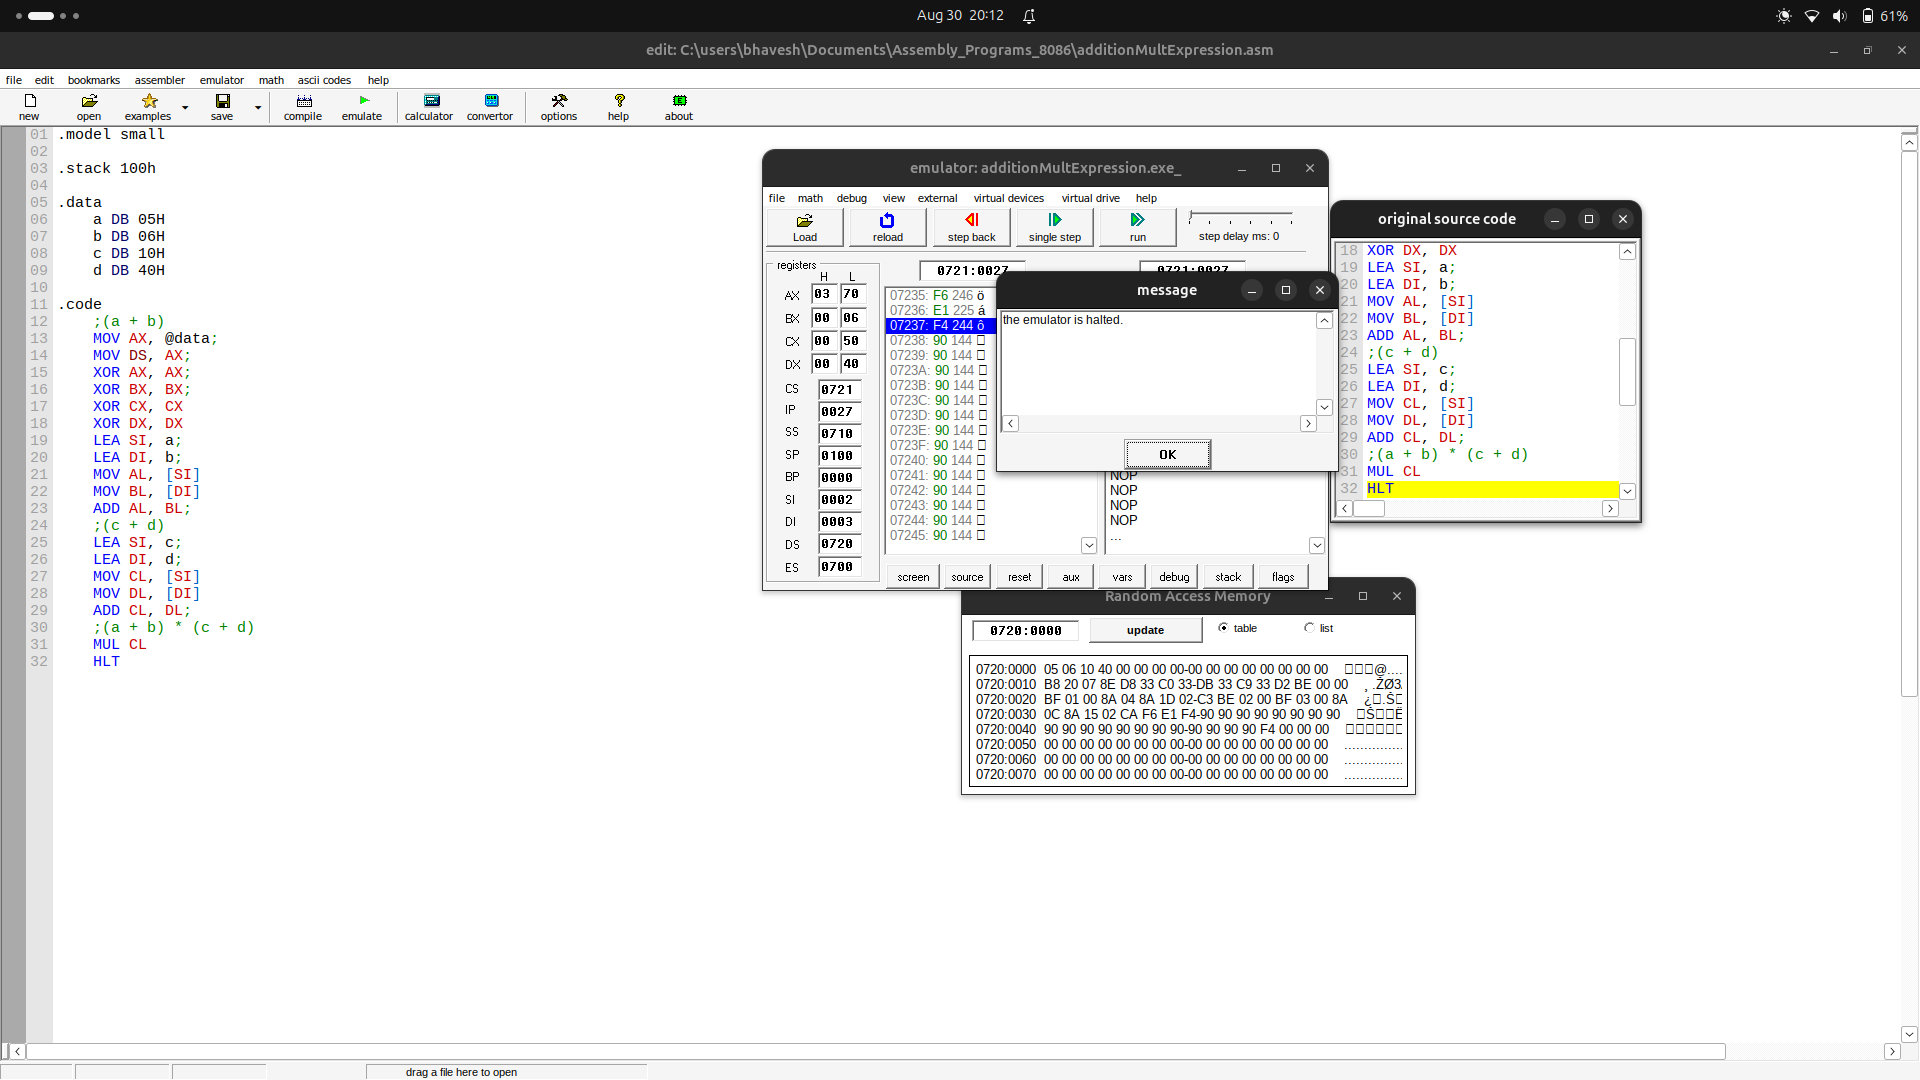 Aug 30 20:12
61%
edit: C:\users\bhavesh\Documents\Assembly_Programs_8086\additionMultExpression.asm
file edit bookmarks assembler emulator math ascii codes help
new open examples save compile emulate calculator convertor options help about
01 .model small
02
03 .stack 100h
04
05 .data
06 a DB 05H
07 b DB 06H
08 c DB 10H
09 d DB 40H
10
11 .code
12 ;(a + b)
13 MOV AX, @data;
14 MOV DS, AX;
15 XOR AX, AX;
16 XOR BX, BX;
17 XOR CX, CX
18 XOR DX, DX
19 LEA SI, a;
20 LEA DI, b;
21 MOV AL, [SI]
22 MOV BL, [DI]
23 ADD AL, BL;
24 ;(c + d)
25 LEA SI, c;
26 LEA DI, d;
27 MOV CL, [SI]
28 MOV DL, [DI]
29 ADD CL, DL;
30 ;(a + b) * (c + d)
31 MUL CL
32 HLT
drag a file here to open
emulator: additionMultExpression.exe_
file math debug view external virtual devices virtual drive help
Load reload step back single step run step delay ms: 0
registers
H L
AX 03 70
BX 00 06
CX 00 50
DX 00 40
CS 0721
IP 0027
SS 0710
SP 0100
BP 0000
SI 0002
DI 0003
DS 0720
ES 0700
0721:0027 0721:0027
07235: F6 246 ö
07236: E1 225 á
07237: F4 244 ô
07238: 90 144
07239: 90 144
0723A: 90 144
0723B: 90 144
0723C: 90 144
0723D: 90 144
0723E: 90 144
0723F: 90 144
07240: 90 144
07241: 90 144
07242: 90 144
07243: 90 144
07244: 90 144
07245: 90 144
NOP
NOP
NOP
NOP
...
screen source reset aux vars debug stack flags
message
the emulator is halted.
OK
original source code
18 XOR DX, DX
19 LEA SI, a;
20 LEA DI, b;
21 MOV AL, [SI]
22 MOV BL, [DI]
23 ADD AL, BL;
24 ;(c + d)
25 LEA SI, c;
26 LEA DI, d;
27 MOV CL, [SI]
28 MOV DL, [DI]
29 ADD CL, DL;
30 ;(a + b) * (c + d)
31 MUL CL
32 HLT
Random Access Memory
0720:0000 update table list
0720:0000 05 06 10 40 00 00 00 00-00 00 00 00 00 00 00 00 @....
0720:0010 B8 20 07 8E D8 33 C0 33-DB 33 C9 33 D2 BE 00 00
0720:0020 BF 01 00 8A 04 8A 1D 02-C3 BE 02 00 BF 03 00 8A
0720:0030 0C 8A 15 02 CA F6 E1 F4-90 90 90 90 90 90 90 90
0720:0040 90 90 90 90 90 90 90 90-90 90 90 90 F4 00 00 00
0720:0050 00 00 00 00 00 00 00 00-00 00 00 00 00 00 00 00 ...............
0720:0060 00 00 00 00 00 00 00 00-00 00 00 00 00 00 00 00 ...............
0720:0070 00 00 00 00 00 00 00 00-00 00 00 00 00 00 00 00 ...............